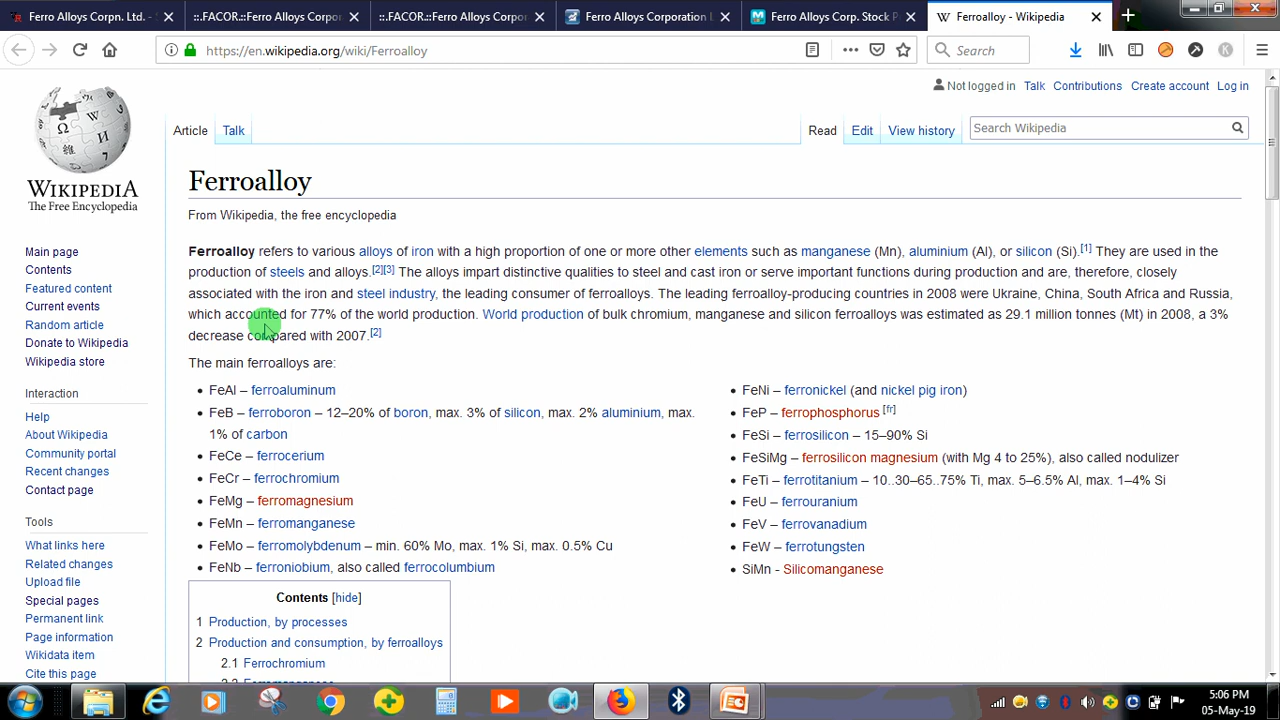 Ferro Alloys Corpn. Ltd. -
::.FACOR.::Ferro Alloys Corpor
::.FACOR.::Ferro Alloys Corpor
Ferro Alloys Corporation L
Ferro Alloys Corp. Stock P
Ferroalloy - Wikipedia
https://en.wikipedia.org/wiki/Ferroalloy
Search
Not logged in Talk Contributions Create account Log in
Article Talk
Read Edit View history
Search Wikipedia
WIKIPEDIA
The Free Encyclopedia
Main page
Contents
Featured content
Current events
Random article
Donate to Wikipedia
Wikipedia store
Interaction
Help
About Wikipedia
Community portal
Recent changes
Contact page
Tools
What links here
Related changes
Upload file
Special pages
Permanent link
Page information
Wikidata item
Cite this page
Ferroalloy
From Wikipedia, the free encyclopedia
Ferroalloy refers to various alloys of iron with a high proportion of one or more other elements such as manganese (Mn), aluminium (Al), or silicon (Si).[1] They are used in the
production of steels and alloys.[2][3] The alloys impart distinctive qualities to steel and cast iron or serve important functions during production and are, therefore, closely
associated with the iron and steel industry, the leading consumer of ferroalloys. The leading ferroalloy-producing countries in 2008 were Ukraine, China, South Africa and Russia,
which accounted for 77% of the world production. World production of bulk chromium, manganese and silicon ferroalloys was estimated as 29.1 million tonnes (Mt) in 2008, a 3%
decrease compared with 2007.[2]
The main ferroalloys are:
• FeAl – ferroaluminum
• FeB – ferroboron – 12–20% of boron, max. 3% of silicon, max. 2% aluminium, max.
1% of carbon
• FeCe – ferrocerium
• FeCr – ferrochromium
• FeMg – ferromagnesium
• FeMn – ferromanganese
• FeMo – ferromolybdenum – min. 60% Mo, max. 1% Si, max. 0.5% Cu
• FeNb – ferroniobium, also called ferrocolumbium
• FeNi – ferronickel (and nickel pig iron)
• FeP – ferrophosphorus [fr]
• FeSi – ferrosilicon – 15–90% Si
• FeSiMg – ferrosilicon magnesium (with Mg 4 to 25%), also called nodulizer
• FeTi – ferrotitanium – 10..30–65..75% Ti, max. 5–6.5% Al, max. 1–4% Si
• FeU – ferrouranium
• FeV – ferrovanadium
• FeW – ferrotungsten
• SiMn - Silicomanganese
Contents [hide]
1 Production, by processes
2 Production and consumption, by ferroalloys
2.1 Ferrochromium
5:06 PM
05-May-19